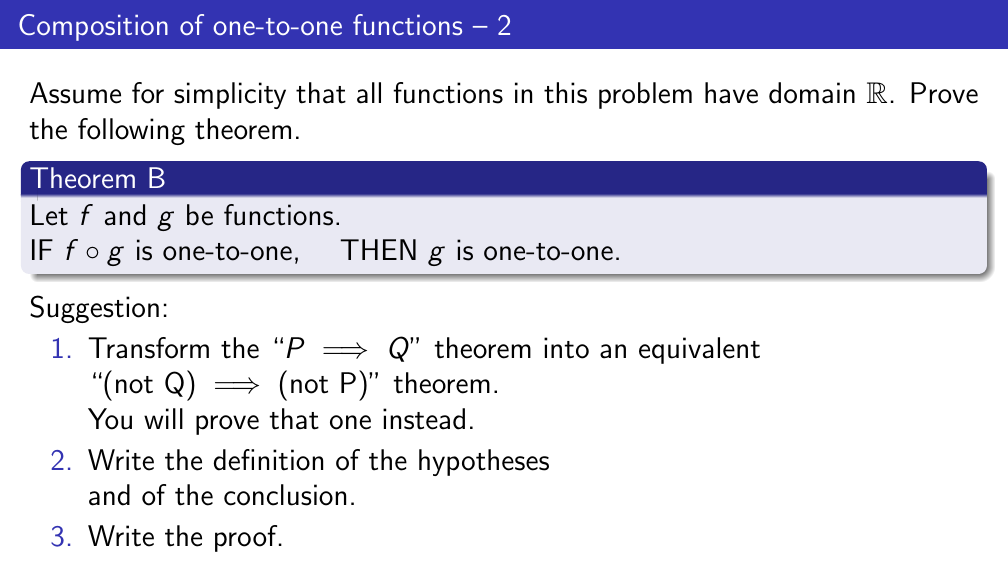 Composition of one-to-one functions – 2
Assume for simplicity that all functions in this problem have domain ℝ. Prove
the following theorem.
Theorem B
Let f and g be functions.
IF f ∘ g is one-to-one, THEN g is one-to-one.
Suggestion:
1. Transform the “P ⟹ Q” theorem into an equivalent
“(not Q) ⟹ (not P)” theorem.
You will prove that one instead.
2. Write the definition of the hypotheses
and of the conclusion.
3. Write the proof.